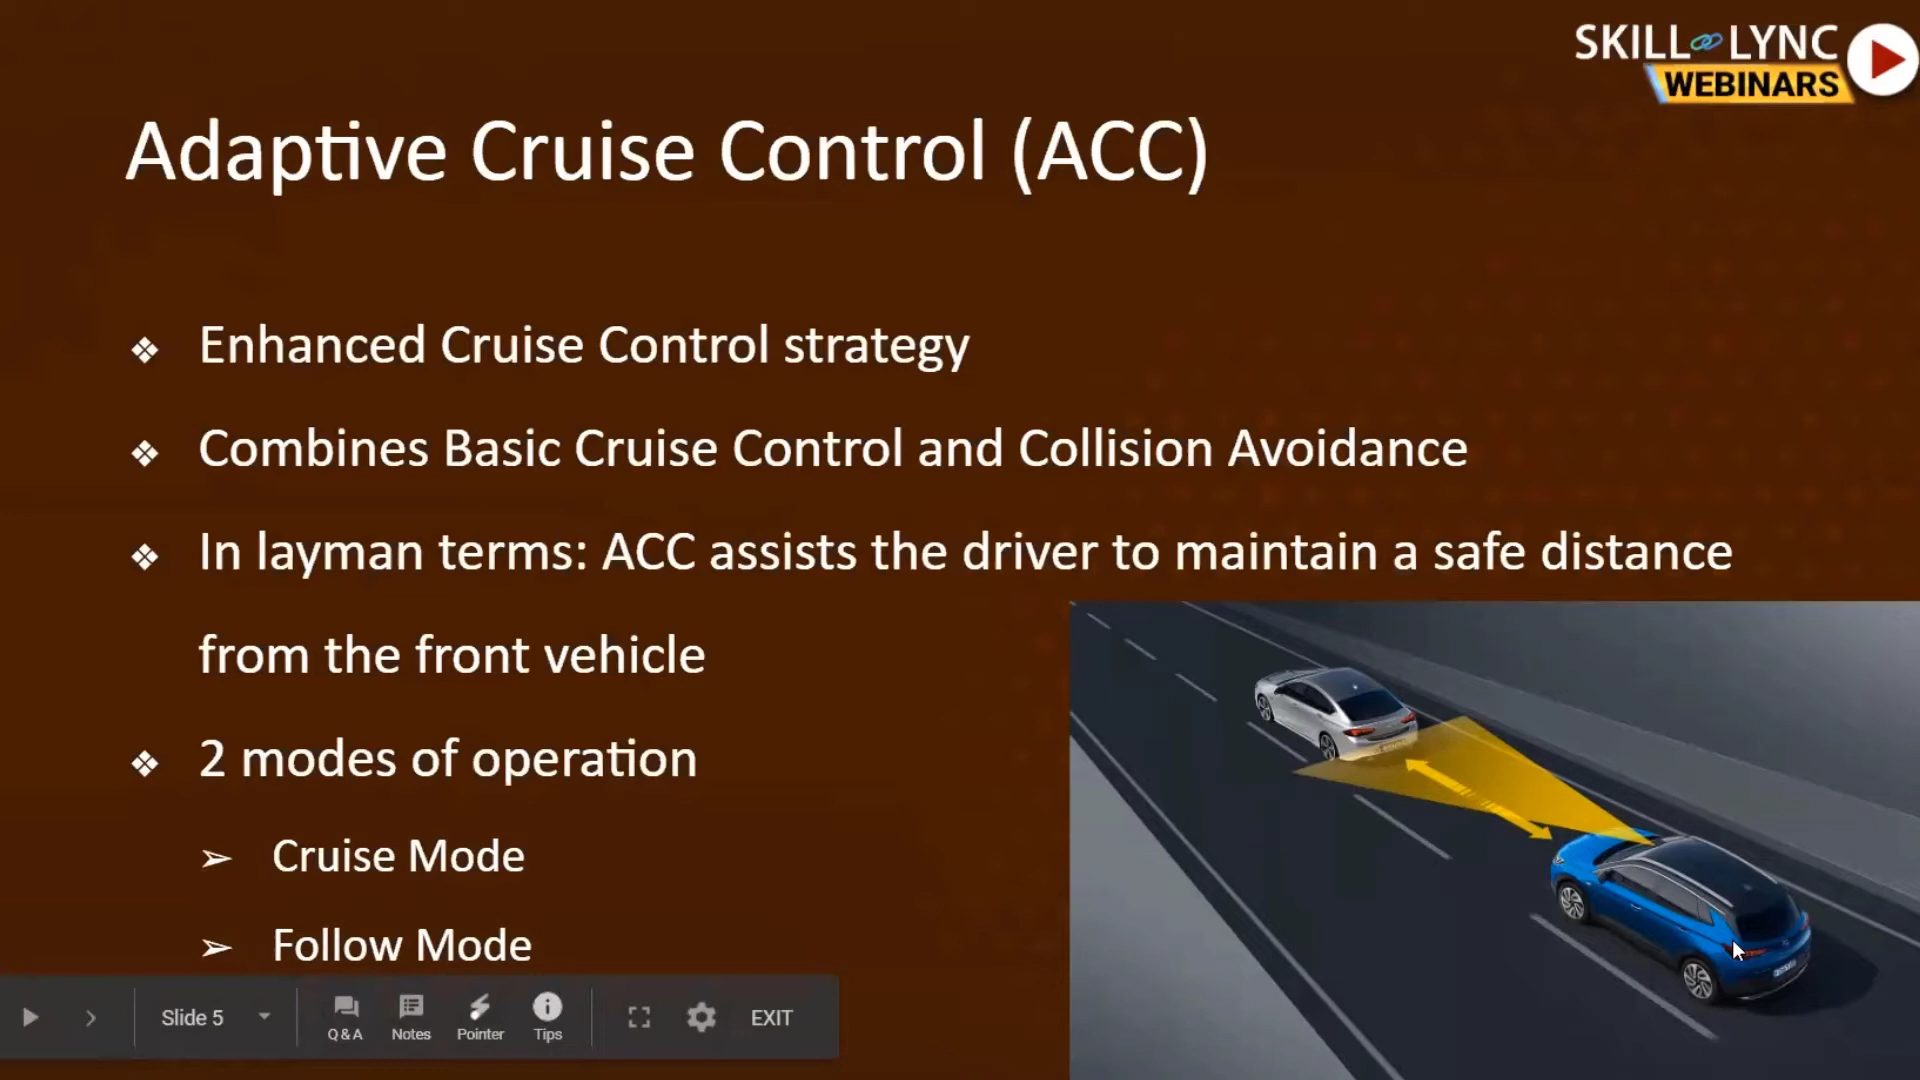 SKILL LYNC
WEBINARS
Adaptive Cruise Control (ACC)
❖ Enhanced Cruise Control strategy
❖ Combines Basic Cruise Control and Collision Avoidance
❖ In layman terms: ACC assists the driver to maintain a safe distance
from the front vehicle
❖ 2 modes of operation
➢ Cruise Mode
➢ Follow Mode
Slide 5
Q&A
Notes
Pointer
Tips
EXIT